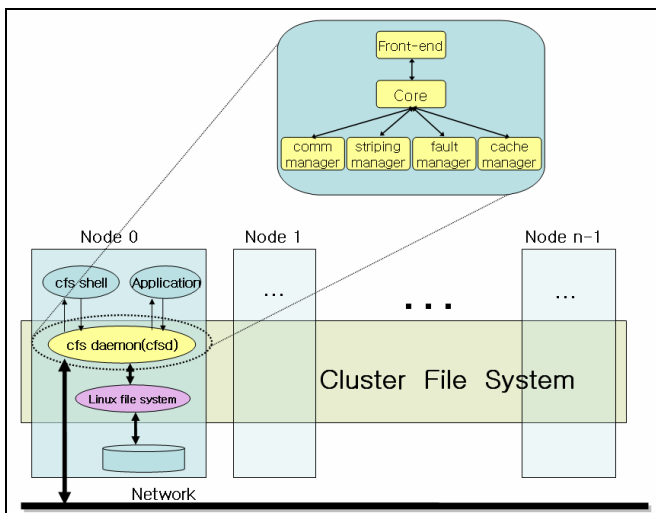 Front-end
Core
comm manager
striping manager
fault manager
cache manager
Node 0
Node 1
Node n-1
cfs shell
Application
...
...
...
cfs daemon(cfsd)
Cluster File System
Linux file system
Network